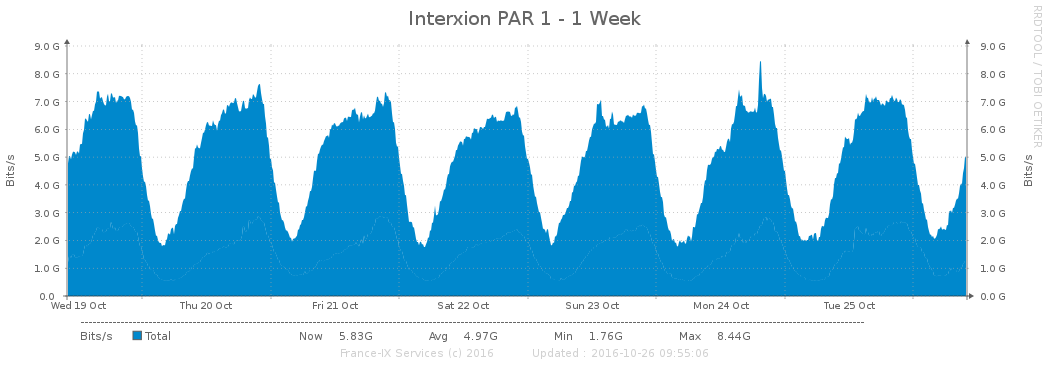 Interxion PAR 1 - 1 Week
RRDTOOL / TOBI OETIKER
Bits/s
9.0 G 9.0 G
8.0 G 8.0 G
7.0 G 7.0 G
6.0 G 6.0 G
5.0 G 5.0 G
4.0 G 4.0 G
3.0 G 3.0 G
2.0 G 2.0 G
1.0 G 1.0 G
0.0 0.0 G
Bits/s
Wed 19 Oct Thu 20 Oct Fri 21 Oct Sat 22 Oct Sun 23 Oct Mon 24 Oct Tue 25 Oct
Bits/s Total Now 5.83G Avg 4.97G Min 1.76G Max 8.44G
France-IX Services (c) 2016 Updated : 2016-10-26 09:55:06